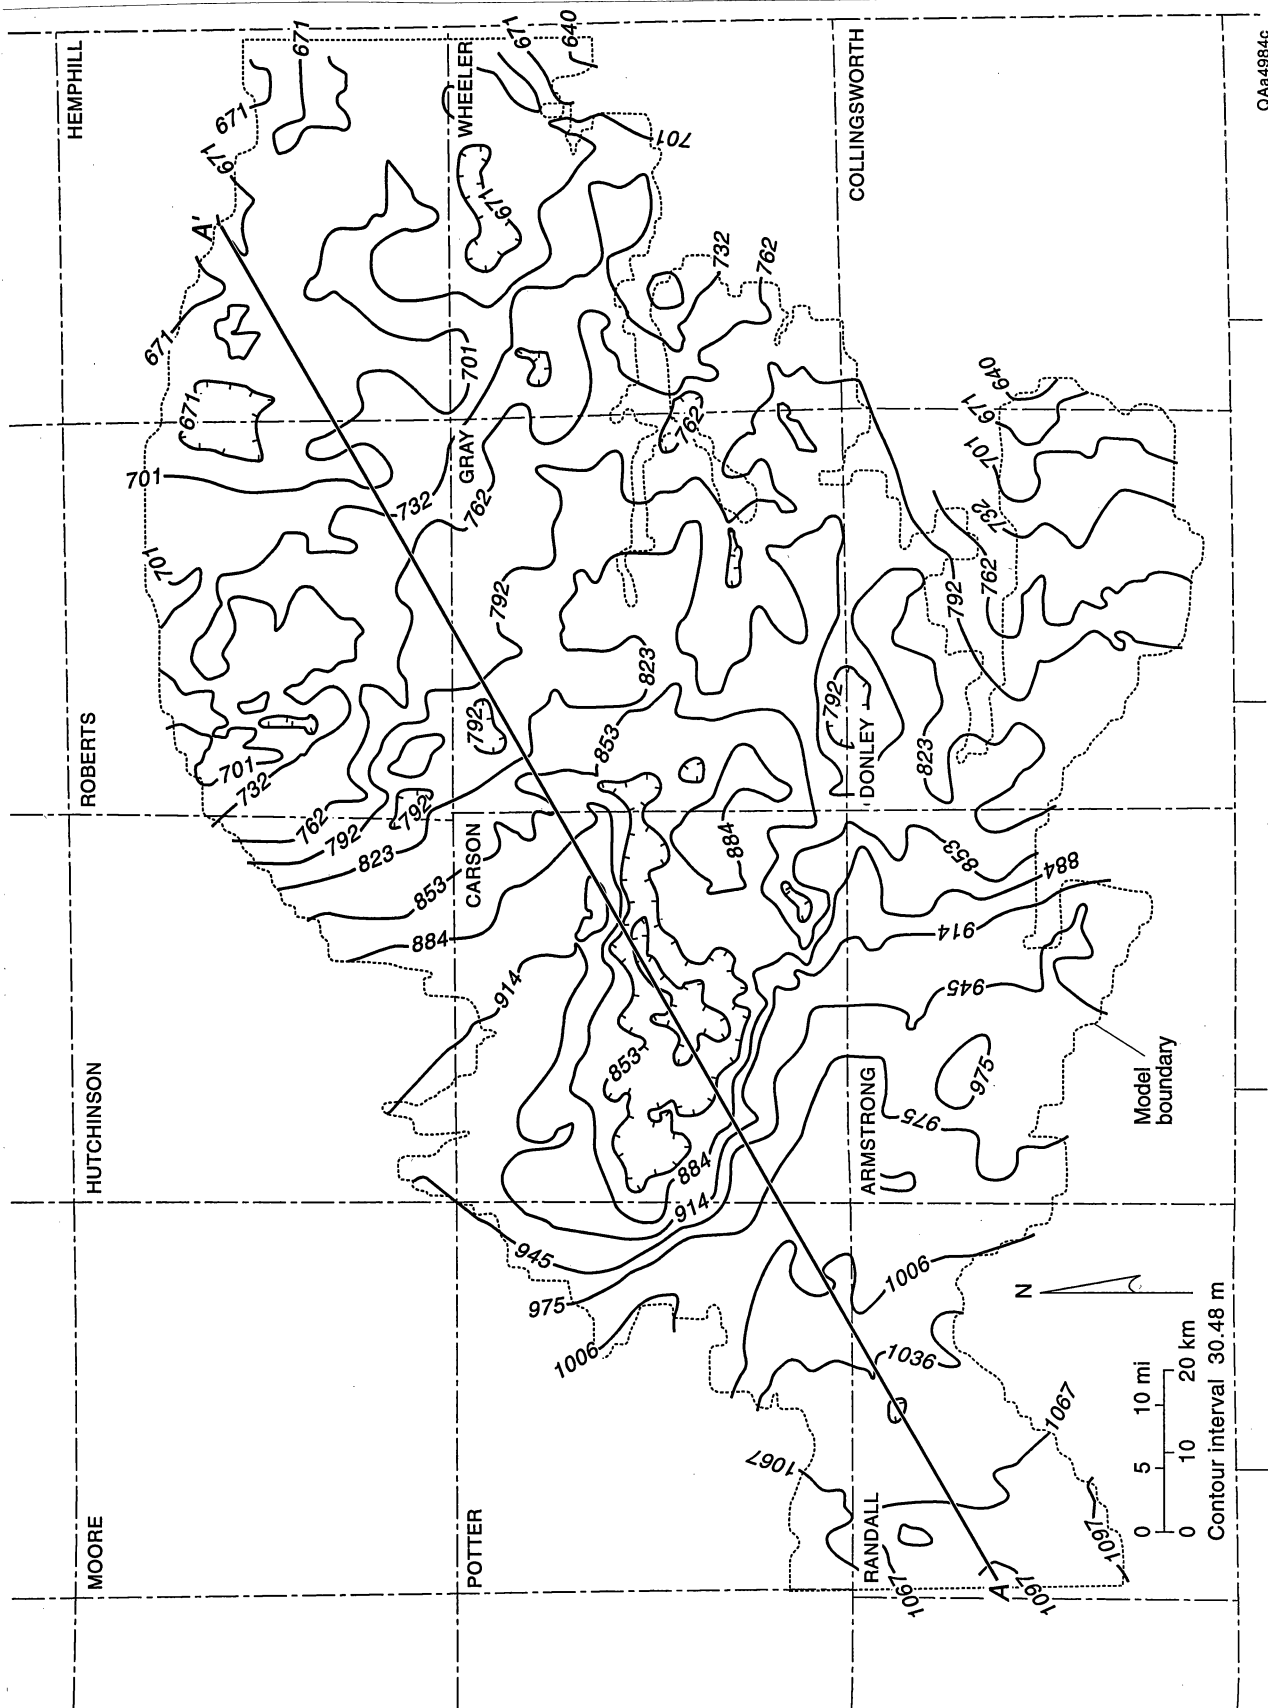 MOORE
HUTCHINSON
ROBERTS
HEMPHILL
POTTER
CARSON
GRAY
WHEELER
RANDALL
ARMSTRONG
DONLEY
COLLINGSWORTH
A'
A
671
671
671
671
671
671
671
640
701
701
701
701
701
732
732
732
762
762
762
762
792
792
792
792
792
823
823
823
853
853
853
884
884
914
914
945
975
1006
853
884
853
884
914
945
975
975
1006
1036
1067
1067
1067
1097
1097
792
732
762
701
671
640
Model
boundary
N
0 5 10 mi
0 10 20 km
Contour interval 30.48 m
QAa4984c